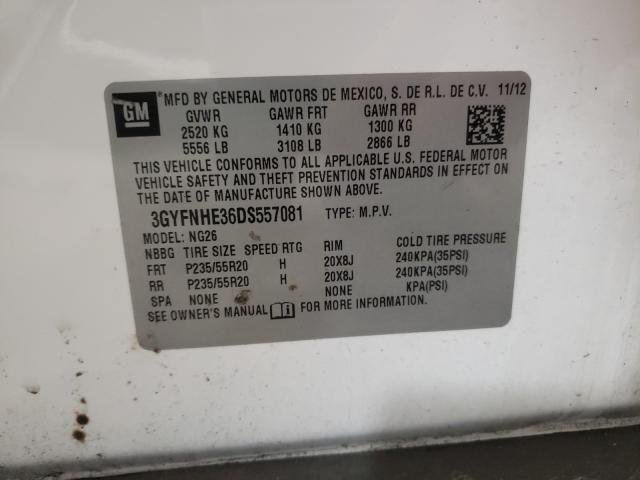 GM
MFD BY GENERAL MOTORS DE MEXICO, S. DE R.L. DE C.V. 11/12
GVWR GAWR FRT GAWR RR
2520 KG 1410 KG 1300 KG
5556 LB 3108 LB 2866 LB
THIS VEHICLE CONFORMS TO ALL APPLICABLE U.S. FEDERAL MOTOR
VEHICLE SAFETY AND THEFT PREVENTION STANDARDS IN EFFECT ON
THE DATE OF MANUFACTURE SHOWN ABOVE.
3GYFNHE36DS557081 TYPE: M.P.V.
MODEL: NG26
NBBG TIRE SIZE SPEED RTG RIM COLD TIRE PRESSURE
FRT P235/55R20 H 20X8J 240KPA(35PSI)
RR P235/55R20 H 20X8J 240KPA(35PSI)
SPA NONE NONE KPA(PSI)
SEE OWNER'S MANUAL FOR MORE INFORMATION.